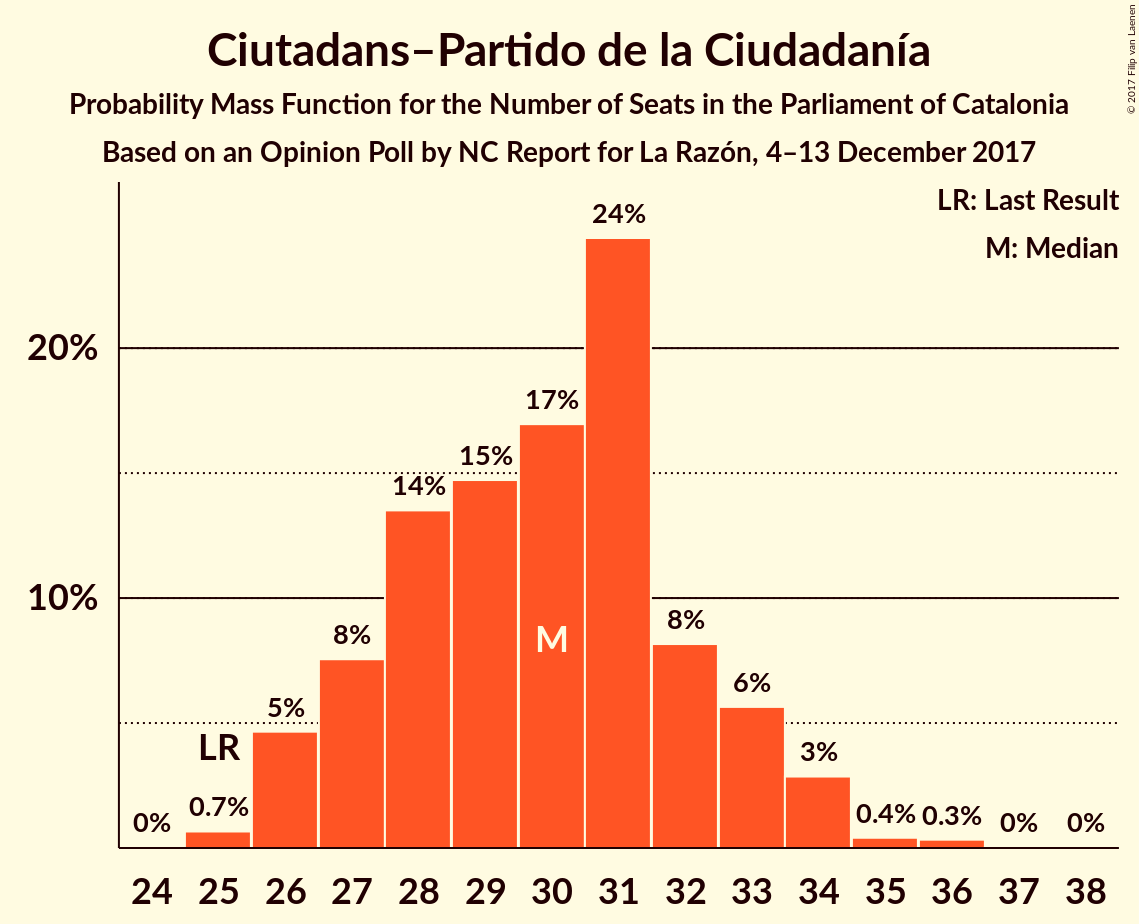 Ciutadans–Partido de la Ciudadanía
Probability Mass Function for the Number of Seats in the Parliament of Catalonia
Based on an Opinion Poll by NC Report for La Razón, 4–13 December 2017
© 2017 Filip van Laenen
LR: Last Result
M: Median
24%
20%
17%
15%
14%
10%
8%
8%
M
6%
5%
LR
3%
0%
0.7%
0.4%
0.3%
0%
0%
24 25 26 27 28 29 30 31 32 33 34 35 36 37 38